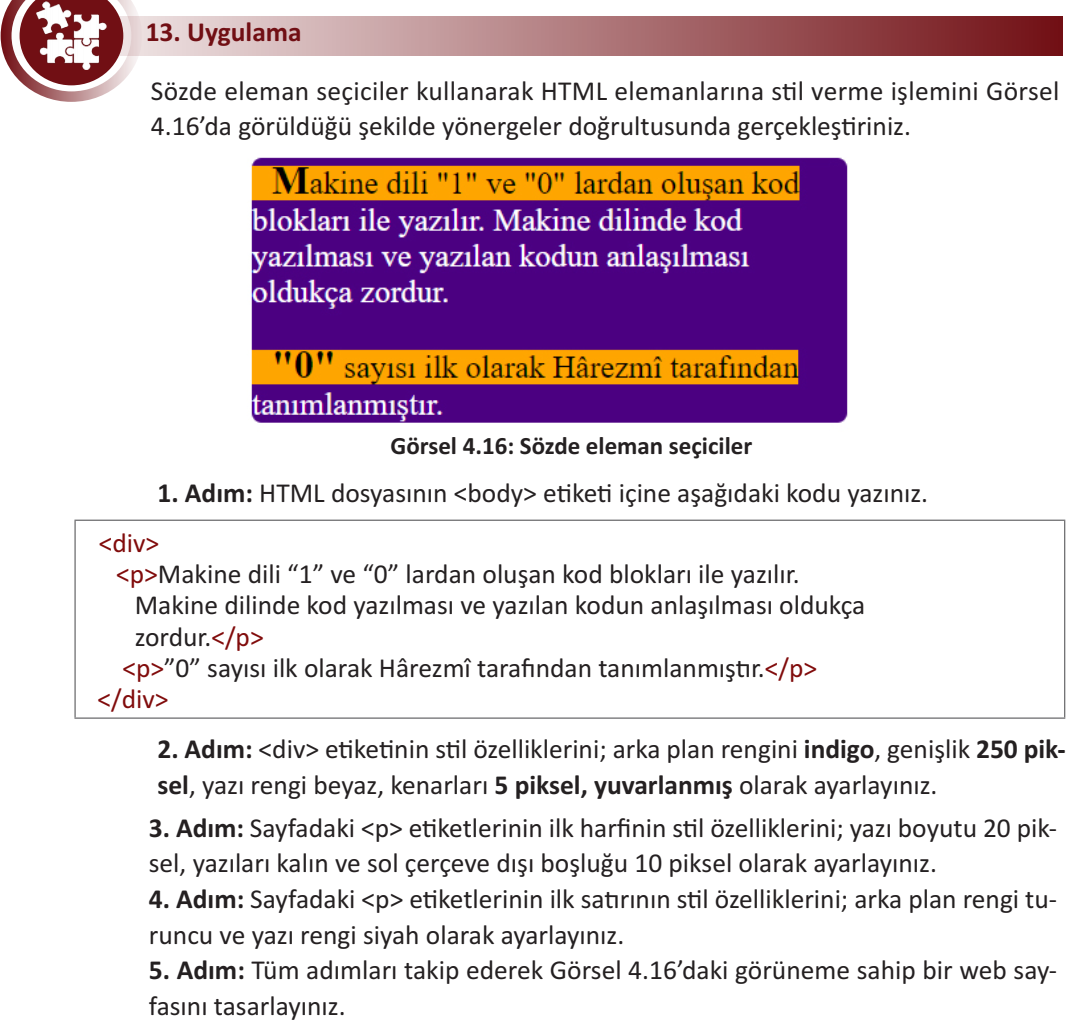 13. Uygulama
Sözde eleman seçiciler kullanarak HTML elemanlarına stil verme işlemini Görsel
4.16’da görüldüğü şekilde yönergeler doğrultusunda gerçekleştiriniz.
Makine dili "1" ve "0" lardan oluşan kod
blokları ile yazılır. Makine dilinde kod
yazılması ve yazılan kodun anlaşılması
oldukça zordur.
"0" sayısı ilk olarak Hârezmî tarafından
tanımlanmıştır.
Görsel 4.16: Sözde eleman seçiciler
1. Adım: HTML dosyasının <body> etiketi içine aşağıdaki kodu yazınız.
<div>
<p>Makine dili “1” ve “0” lardan oluşan kod blokları ile yazılır.
Makine dilinde kod yazılması ve yazılan kodun anlaşılması oldukça
zordur.</p>
<p>”0” sayısı ilk olarak Hârezmî tarafından tanımlanmıştır.</p>
</div>
2. Adım: <div> etiketinin stil özelliklerini; arka plan rengini indigo, genişlik 250 pik-
sel, yazı rengi beyaz, kenarları 5 piksel, yuvarlanmış olarak ayarlayınız.
3. Adım: Sayfadaki <p> etiketlerinin ilk harfinin stil özelliklerini; yazı boyutu 20 pik-
sel, yazıları kalın ve sol çerçeve dışı boşluğu 10 piksel olarak ayarlayınız.
4. Adım: Sayfadaki <p> etiketlerinin ilk satırının stil özelliklerini; arka plan rengi tu-
runcu ve yazı rengi siyah olarak ayarlayınız.
5. Adım: Tüm adımları takip ederek Görsel 4.16’daki görüneme sahip bir web say-
fasını tasarlayınız.